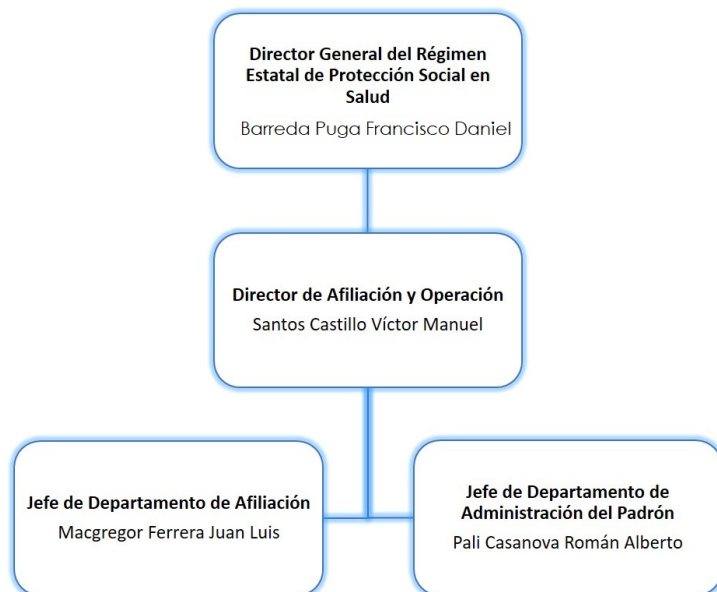 Director General del Régimen
Estatal de Protección Social en
Salud
Barreda Puga Francisco Daniel
Director de Afiliación y Operación
Santos Castillo Víctor Manuel
Jefe de Departamento de Afiliación
Macgregor Ferrera Juan Luis
Jefe de Departamento de
Administración del Padrón
Pali Casanova Román Alberto